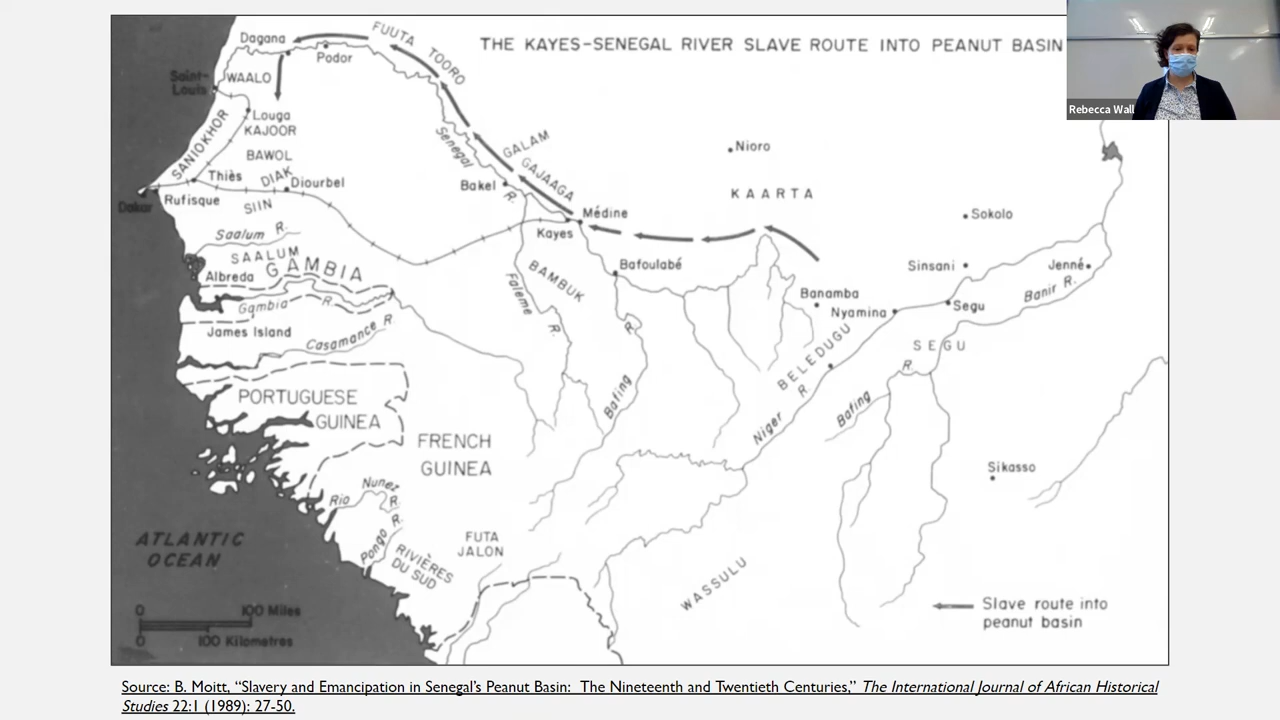 THE KAYES-SENEGAL RIVER SLAVE ROUTE INTO PEANUT BASIN
Rebecca Wall
Dagana
Podor
FUUTA TOORO
Saint-
Louis
WAALO
Louga
KAJOOR
SANIOKHOR
BAWOL
DIAK
Thiès
Diourbel
Dakar
Rufisque
SIIN
Senegal
R.
GALAM
GAJAAGA
Bakel
Nioro
KAARTA
Médine
Kayes
Sokolo
Saalum R.
SAALUM
GAMBIA
Albreda
Gambia R.
James Island
Casamance R.
Bafoulabé
BAMBUK
Faleme R.
Bafing R.
Sinsani
Jenné
Banir R.
Banamba
Nyamina
Segu
SEGU
BELEDUGU
Niger R
Bafing R.
PORTUGUESE
GUINEA
FRENCH
GUINEA
Sikasso
Rio Nunez R.
Pongo R.
RIVIÈRES
DU SUD
FUTA
JALON
WASSULU
ATLANTIC
OCEAN
0 100 Miles
0 100 Kilometres
Slave route into
peanut basin
Source: B. Moitt, “Slavery and Emancipation in Senegal’s Peanut Basin: The Nineteenth and Twentieth Centuries,” The International Journal of African Historical
Studies 22:1 (1989): 27-50.